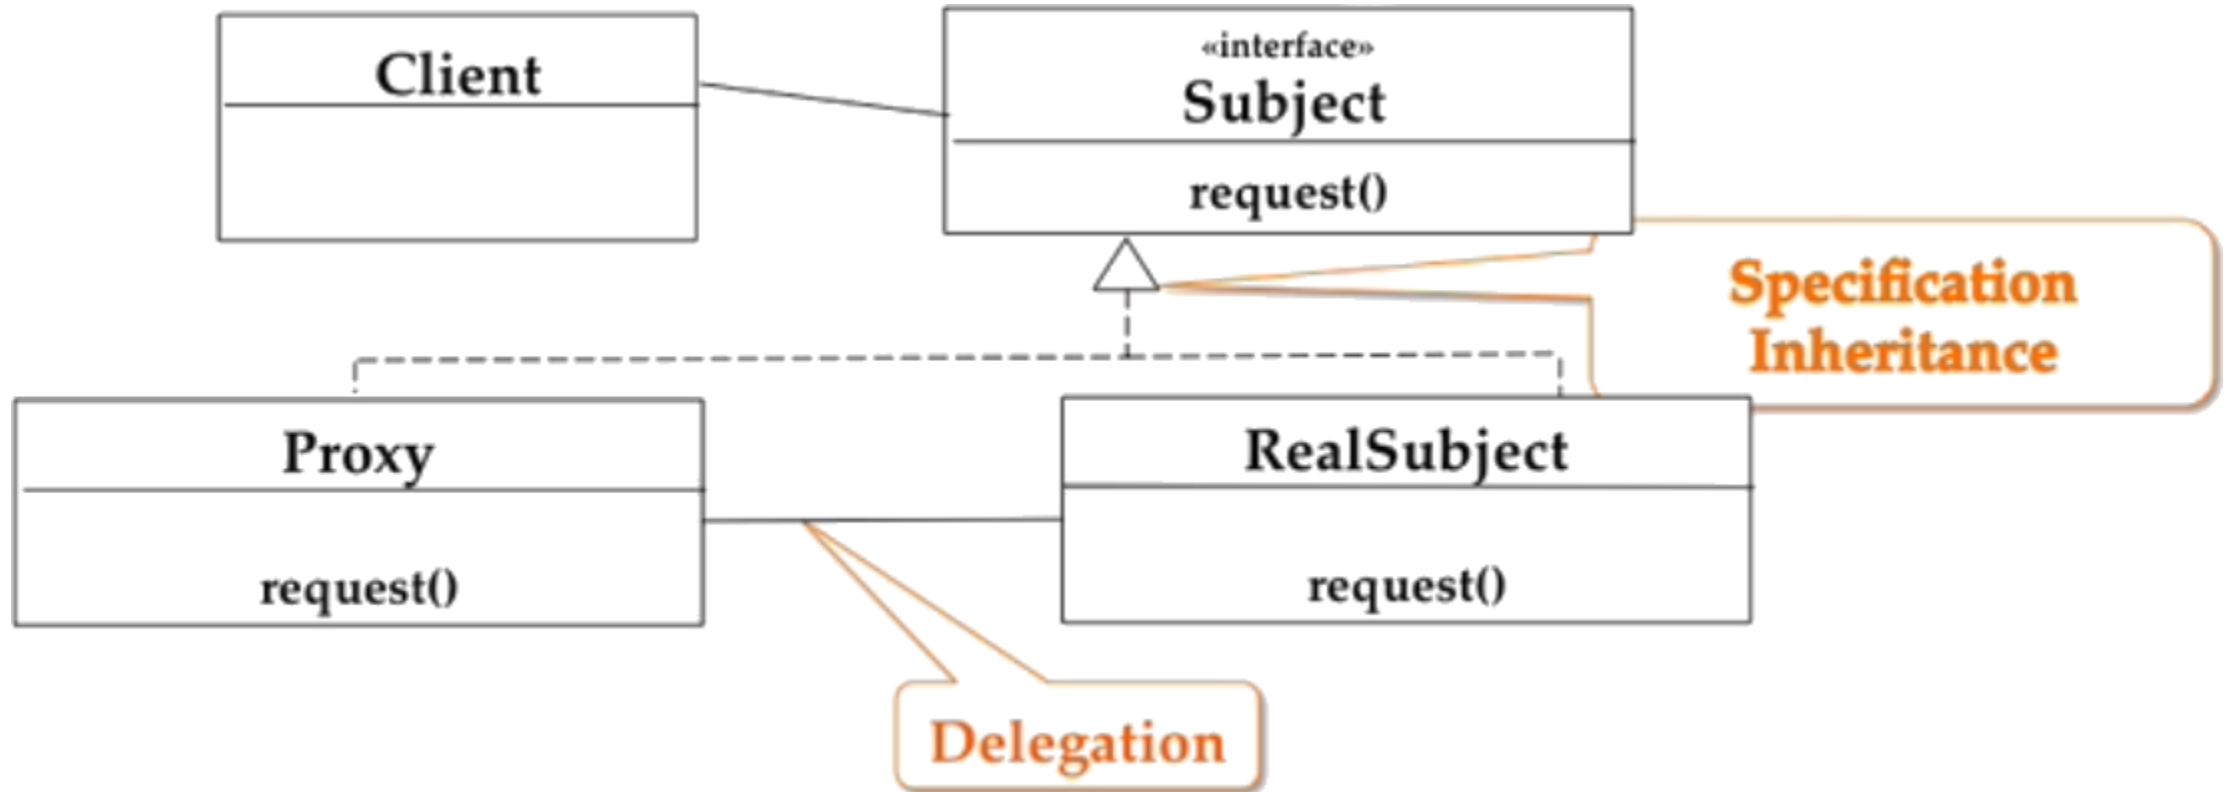 Client
«interface»
Subject
request()
Specification
Inheritance
Proxy
request()
RealSubject
request()
Delegation